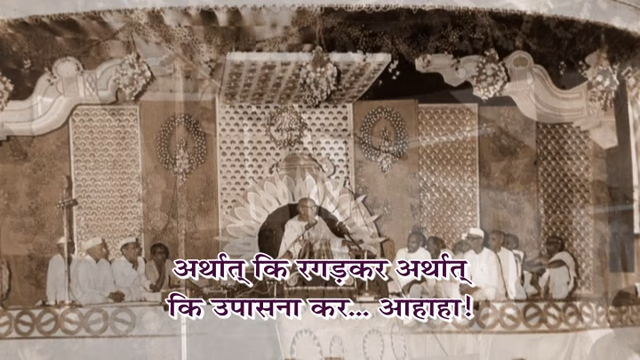 अर्थात् कि रगड़कर अर्थात्
कि उपासना कर... आहाहा!